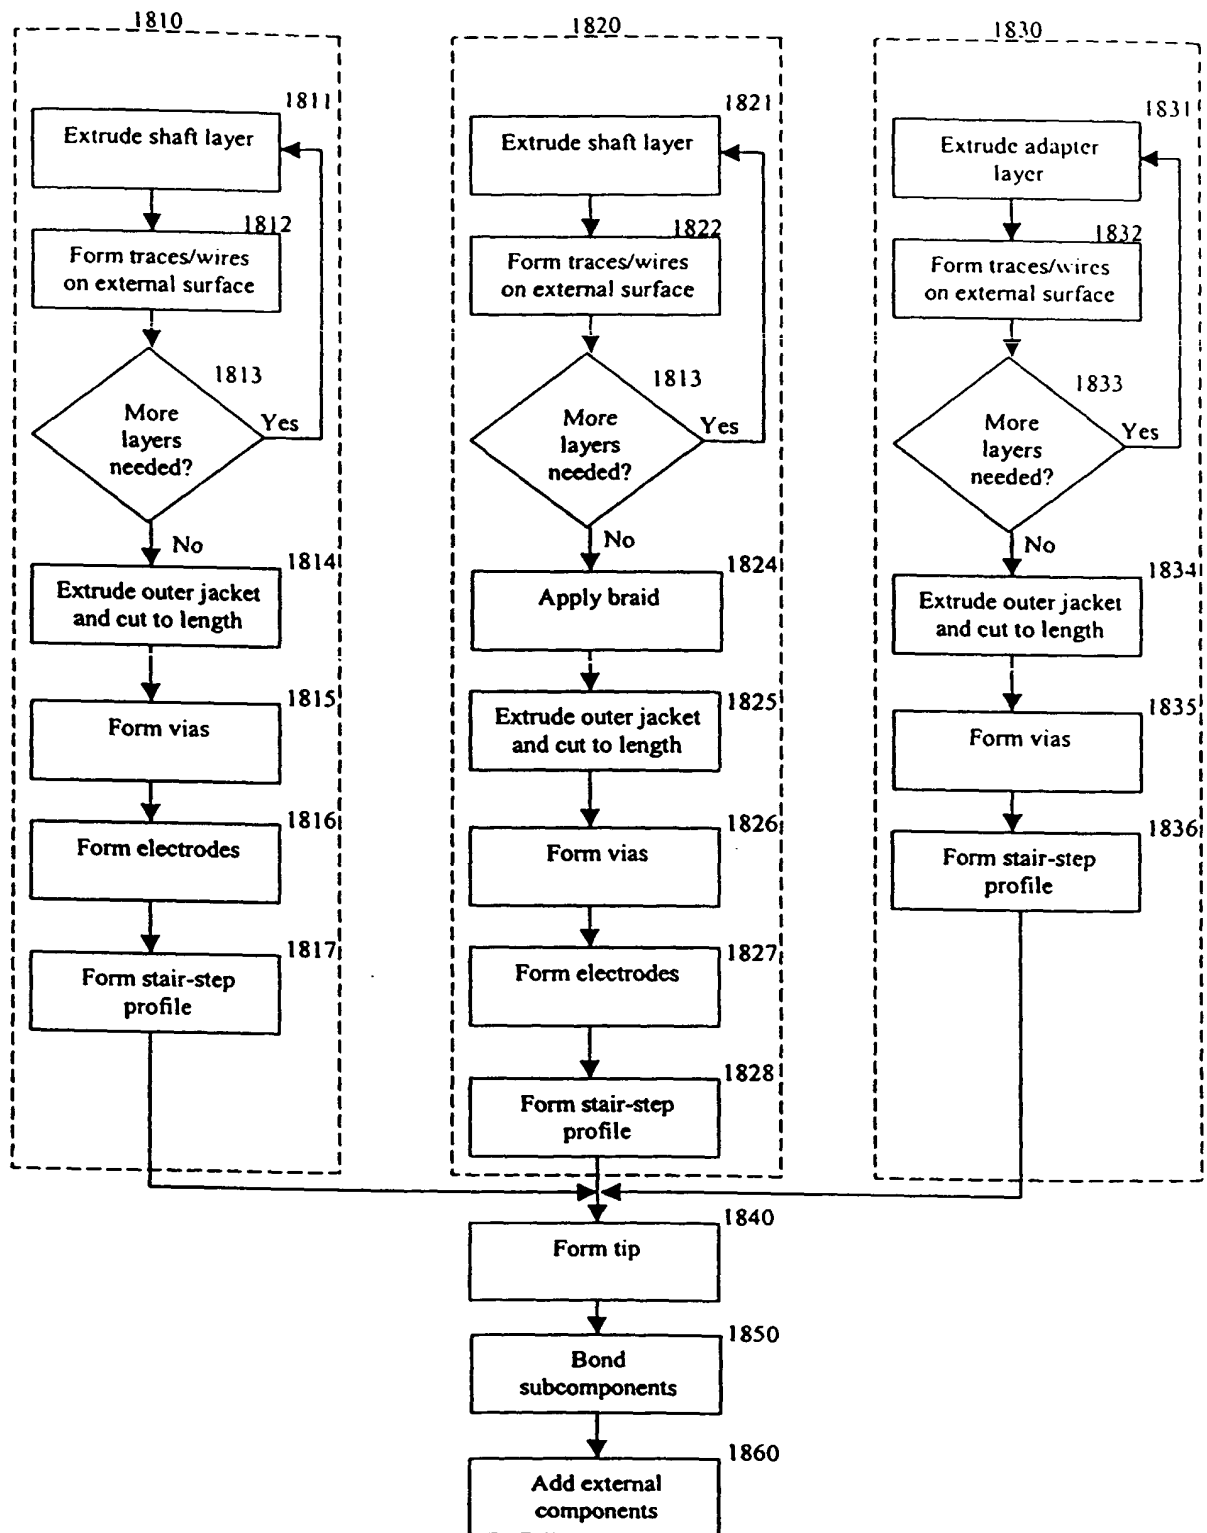 1810
1811
Extrude shaft layer
1812
Form traces/wires
on external surface
1813
More
layers
needed?
Yes
No
1814
Extrude outer jacket
and cut to length
1815
Form vias
1816
Form electrodes
1817
Form stair-step
profile
1820
1821
Extrude shaft layer
1822
Form traces/wires
on external surface
1813
More
layers
needed?
Yes
No
1824
Apply braid
1825
Extrude outer jacket
and cut to length
1826
Form vias
1827
Form electrodes
1828
Form stair-step
profile
1830
1831
Extrude adapter
layer
1832
Form traces/wires
on external surface
1833
More
layers
needed?
Yes
No
1834
Extrude outer jacket
and cut to length
1835
Form vias
1836
Form stair-step
profile
1840
Form tip
1850
Bond
subcomponents
1860
Add external
components